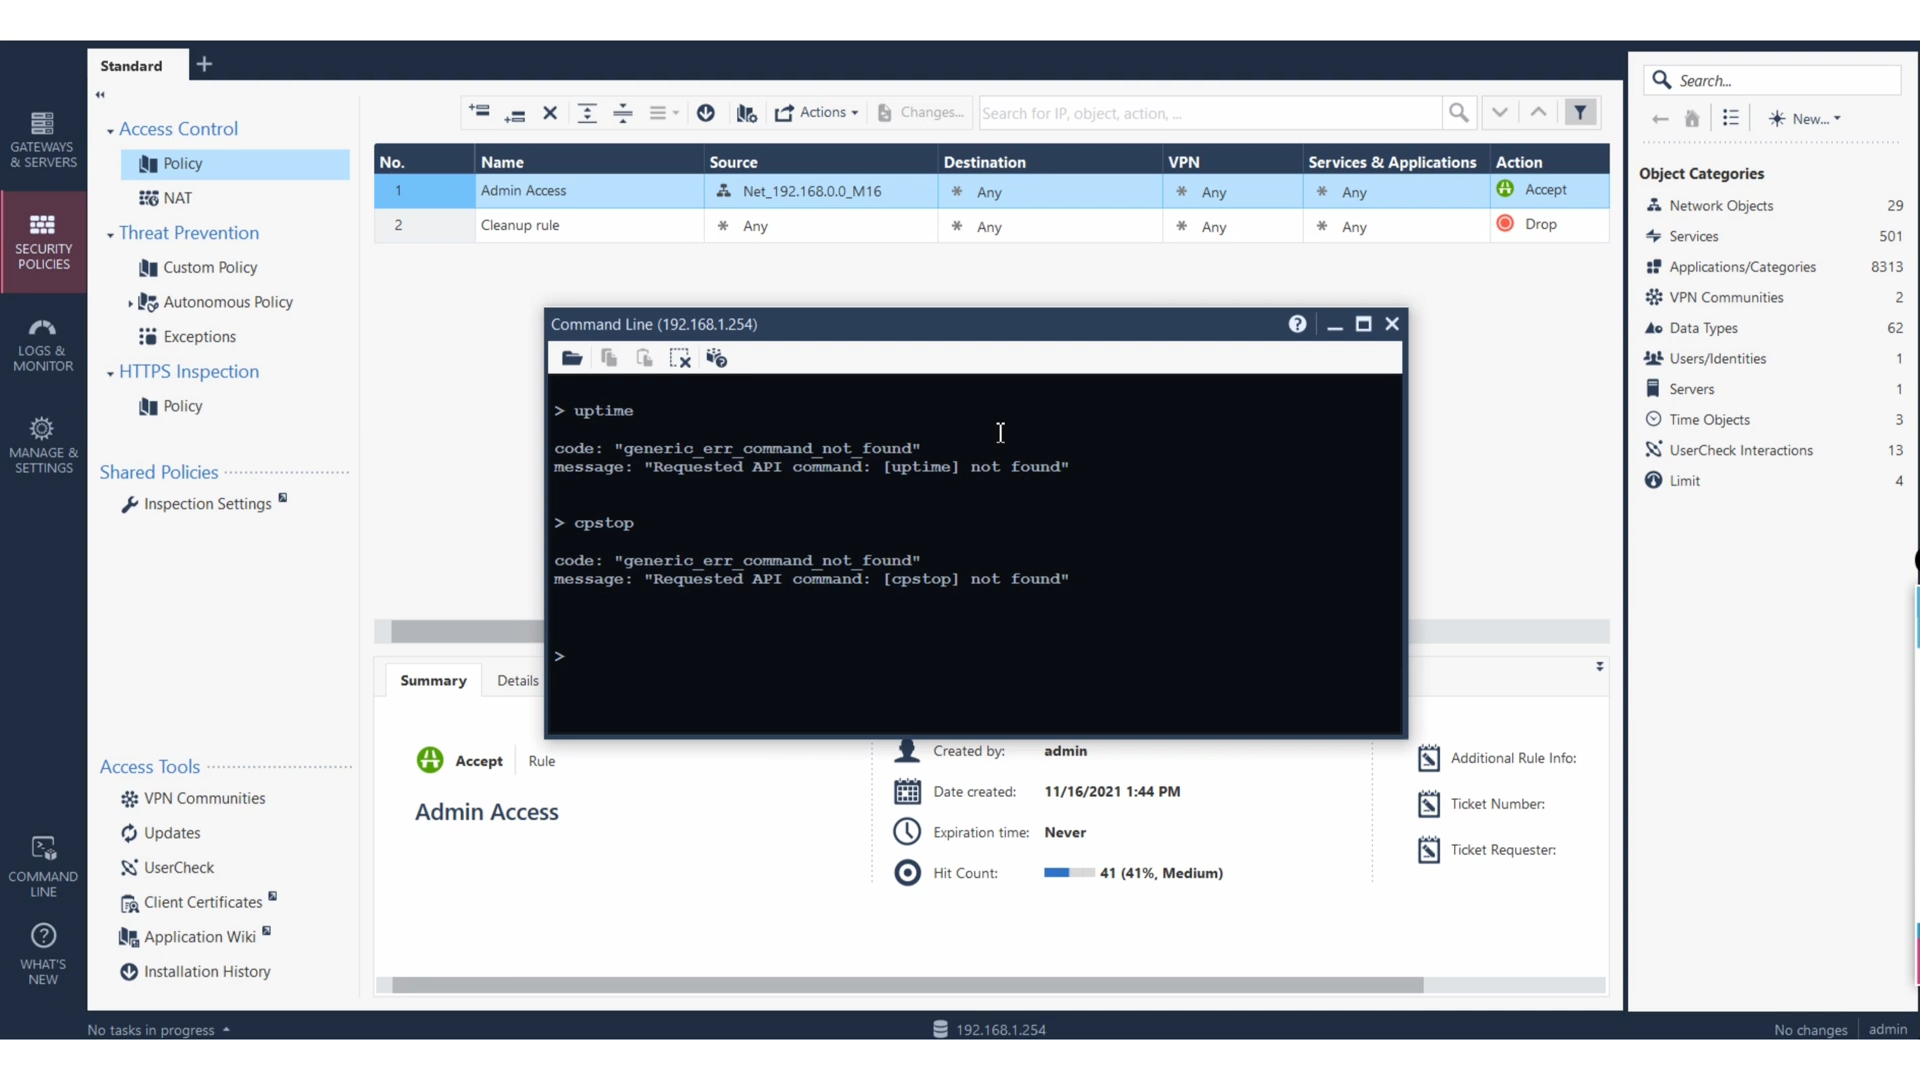 Standard
Search...
Actions
Changes...
Search for IP, object, action, ...
New...
GATEWAYS
& SERVERS
SECURITY
POLICIES
LOGS &
MONITOR
MANAGE &
SETTINGS
COMMAND
LINE
WHAT'S
NEW
Access Control
Policy
NAT
Threat Prevention
Custom Policy
Autonomous Policy
Exceptions
HTTPS Inspection
Policy
Shared Policies
Inspection Settings
Access Tools
VPN Communities
Updates
UserCheck
Client Certificates
Application Wiki
Installation History
No. Name Source Destination VPN Services & Applications Action
1 Admin Access Net_192.168.0.0_M16 * Any * Any * Any Accept
2 Cleanup rule * Any * Any * Any * Any Drop
Command Line (192.168.1.254)
> uptime
code: "generic_err_command_not_found"
message: "Requested API command: [uptime] not found"
> cpstop
code: "generic_err_command_not_found"
message: "Requested API command: [cpstop] not found"
>
Summary Details
Accept Rule
Admin Access
Created by: admin
Date created: 11/16/2021 1:44 PM
Expiration time: Never
Hit Count: 41 (41%, Medium)
Additional Rule Info:
Ticket Number:
Ticket Requester:
Object Categories
Network Objects 29
Services 501
Applications/Categories 8313
VPN Communities 2
Data Types 62
Users/Identities 1
Servers 1
Time Objects 3
UserCheck Interactions 13
Limit 4
No tasks in progress
192.168.1.254
No changes
admin